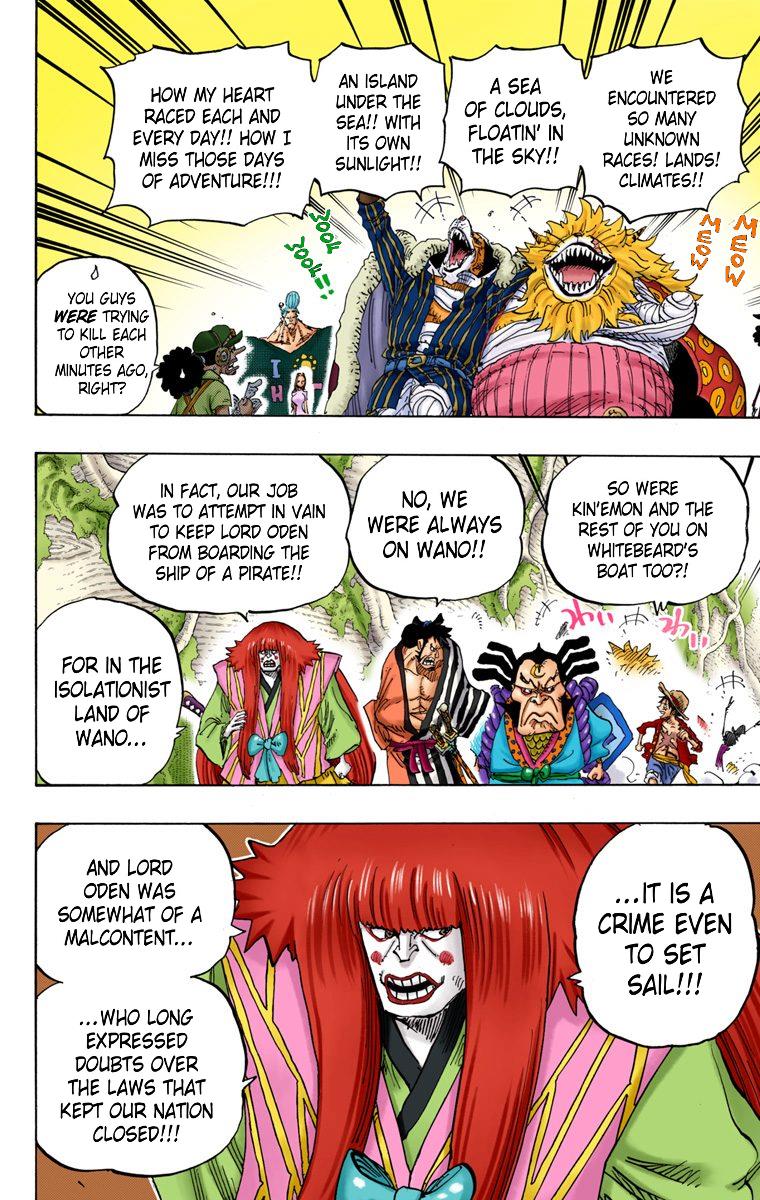 WE
ENCOUNTERED
SO MANY
UNKNOWN
RACES! LANDS!
CLIMATES!!
A SEA
OF CLOUDS,
FLOATIN' IN
THE SKY!!
AN ISLAND
UNDER THE
SEA!! WITH
ITS OWN
SUNLIGHT!!
HOW MY HEART
RACED EACH AND
EVERY DAY!! HOW I
MISS THOSE DAYS
OF ADVENTURE!!!
MEOW
MEOW
YOU GUYS
WERE TRYING
TO KILL EACH
OTHER
MINUTES AGO,
RIGHT?
SO WERE
KIN'EMON AND THE
REST OF YOU ON
WHITEBEARD'S
BOAT TOO?!
NO, WE
WERE ALWAYS
ON WANO!!
IN FACT, OUR JOB
WAS TO ATTEMPT IN VAIN
TO KEEP LORD ODEN
FROM BOARDING THE
SHIP OF A PIRATE!!
FOR IN THE
ISOLATIONIST
LAND OF
WANO...
...IT IS A
CRIME EVEN
TO SET
SAIL!!!
AND LORD
ODEN WAS
SOMEWHAT OF A
MALCONTENT...
...WHO LONG
EXPRESSED
DOUBTS OVER
THE LAWS THAT
KEPT OUR NATION
CLOSED!!!